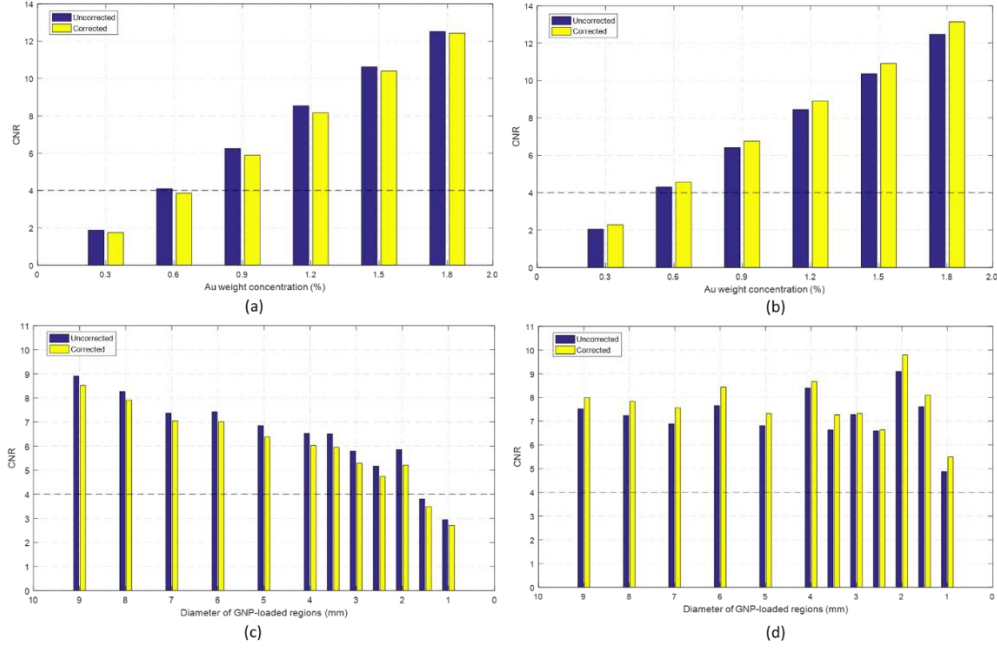 14
12
10
8
6
4
2
0
CNR
Uncorrected
Corrected
0 0.3 0.6 0.9 1.2 1.5 1.8 2.0
Au weight concentration (%)
(a)
14
12
10
8
6
4
2
0
CNR
Uncorrected
Corrected
0 0.3 0.6 0.9 1.2 1.5 1.8 2.0
Au weight concentration (%)
(b)
11
10
9
8
7
6
5
4
3
2
1
0
CNR
Uncorrected
Corrected
10 9 8 7 6 5 4 3 2 1 0
Diameter of GNP-loaded regions (mm)
(c)
11
10
9
8
7
6
5
4
3
2
1
0
CNR
Uncorrected
Corrected
10 9 8 7 6 5 4 3 2 1 0
Diameter of GNP-loaded regions (mm)
(d)